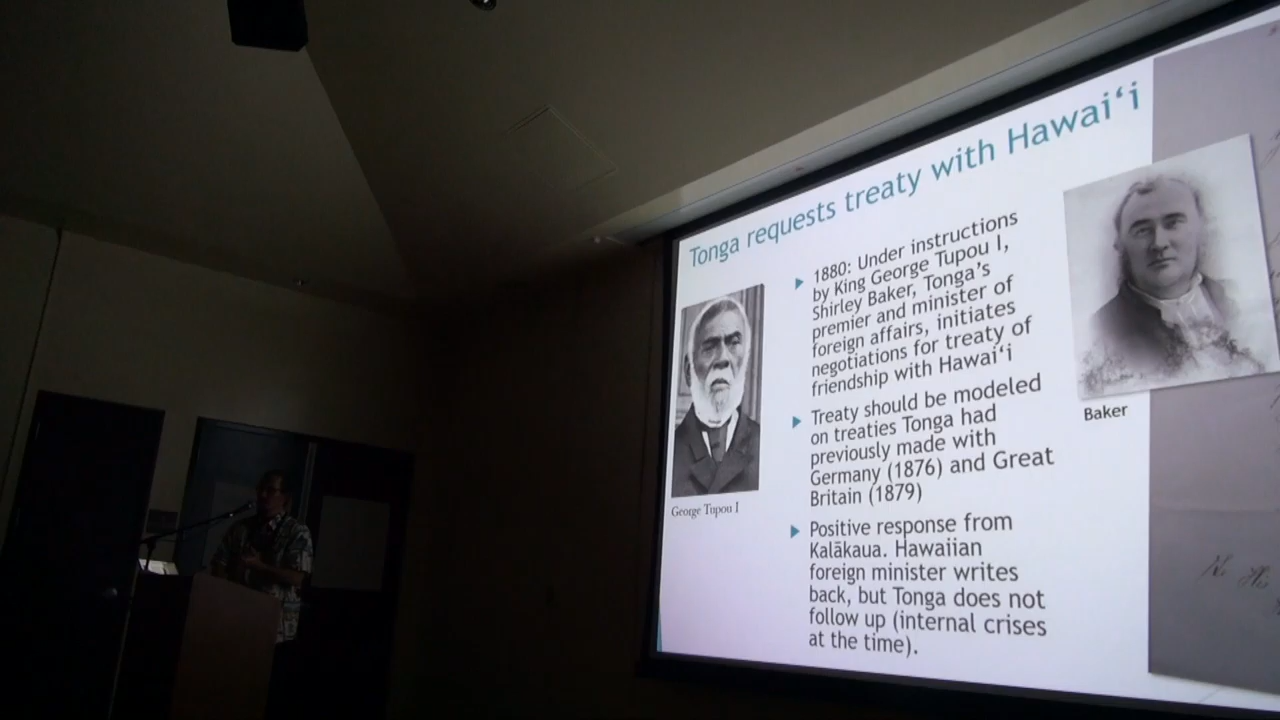 Tonga requests treaty with Hawaiʻi
1880: Under instructions
by King George Tupou I,
Shirley Baker, Tonga's
premier and minister of
foreign affairs, initiates
negotiations for treaty of
friendship with Hawaiʻi
Treaty should be modeled
on treaties Tonga had
previously made with
Germany (1876) and Great
Britain (1879)
Positive response from
Kalākaua. Hawaiian
foreign minister writes
back, but Tonga does not
follow up (internal crises
at the time).
George Tupou I
Baker